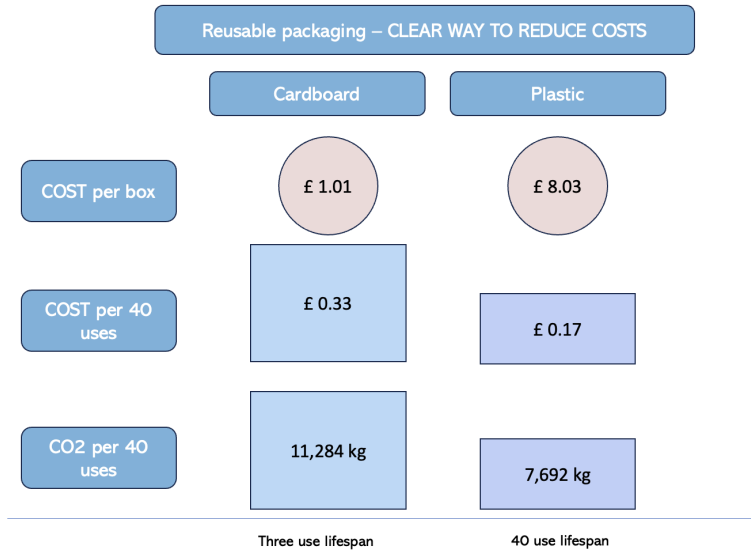 Reusable packaging – CLEAR WAY TO REDUCE COSTS
Cardboard
Plastic
COST per box
£ 1.01
£ 8.03
COST per 40
uses
£ 0.33
£ 0.17
CO2 per 40
uses
11,284 kg
7,692 kg
Three use lifespan
40 use lifespan